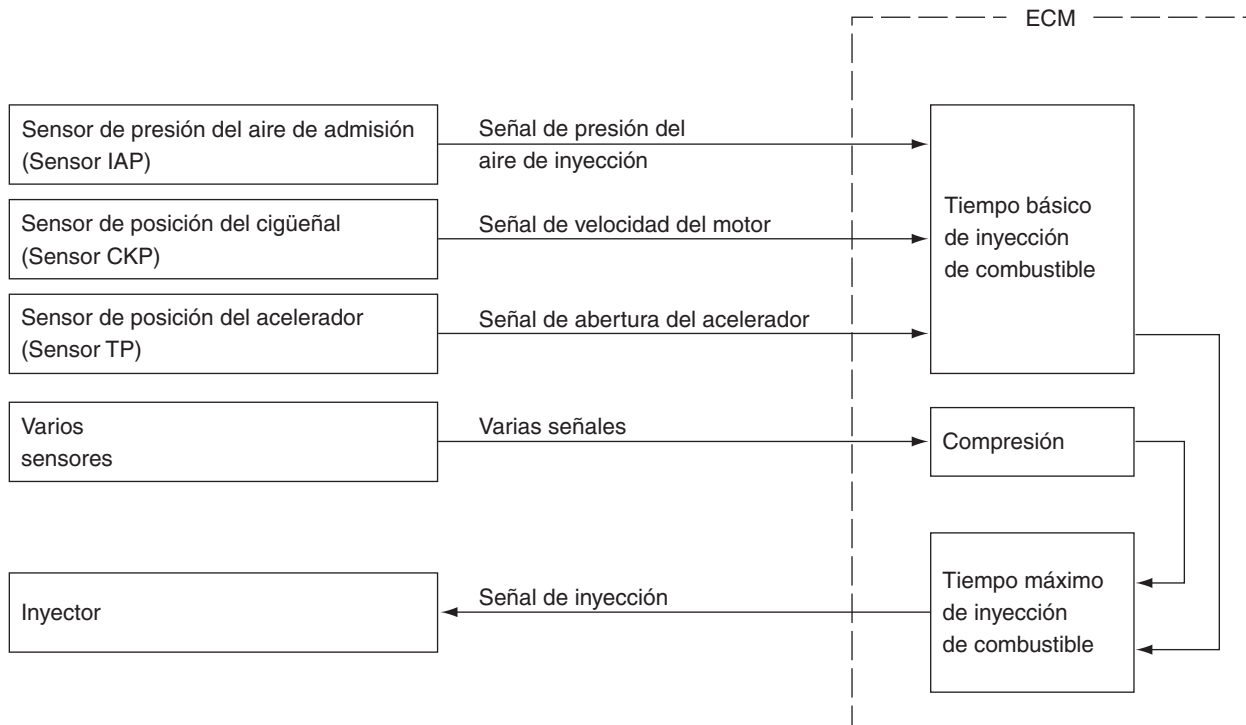 ECM
Sensor de presión del aire de admisión
(Sensor IAP)
Señal de presión del
aire de inyección
Sensor de posición del cigüeñal
(Sensor CKP)
Señal de velocidad del motor
Tiempo básico
de inyección
de combustible
Sensor de posición del acelerador
(Sensor TP)
Señal de abertura del acelerador
Varios
sensores
Varias señales
Compresión
Inyector
Señal de inyección
Tiempo máximo
de inyección
de combustible